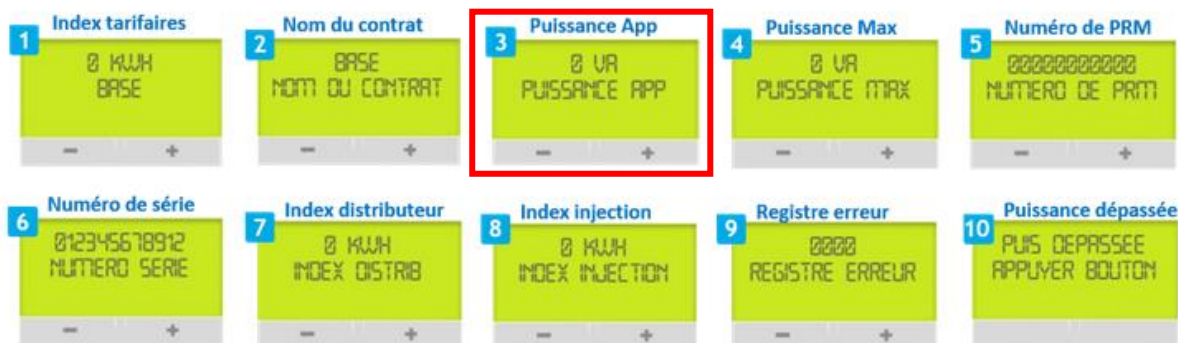 1 Index tarifaires
0 KWH
BASE
- +
2 Nom du contrat
BASE
NOM DU CONTRAT
- +
3 Puissance App
0 VA
PUISSANCE APP
- +
4 Puissance Max
0 VA
PUISSANCE MAX
- +
5 Numéro de PRM
00000000000
NUMERO DE PRM
- +
6 Numéro de série
012345678912
NUMERO SERIE
- +
7 Index distributeur
0 KWH
INDEX DISTRIB
- +
8 Index injection
0 KWH
INDEX INJECTION
- +
9 Registre erreur
0000
REGISTRE ERREUR
- +
10 Puissance dépassée
PUIS DEPASSEE
APPUYER BOUTON